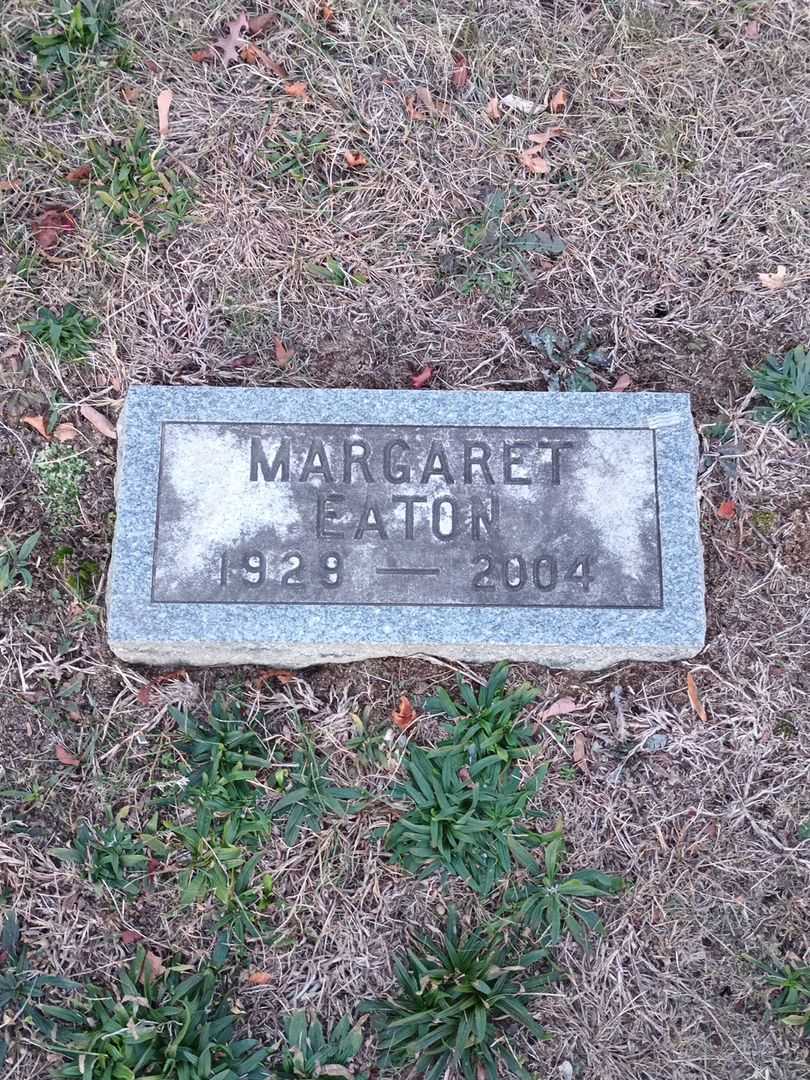 MARGARET
EATON
1929 — 2004